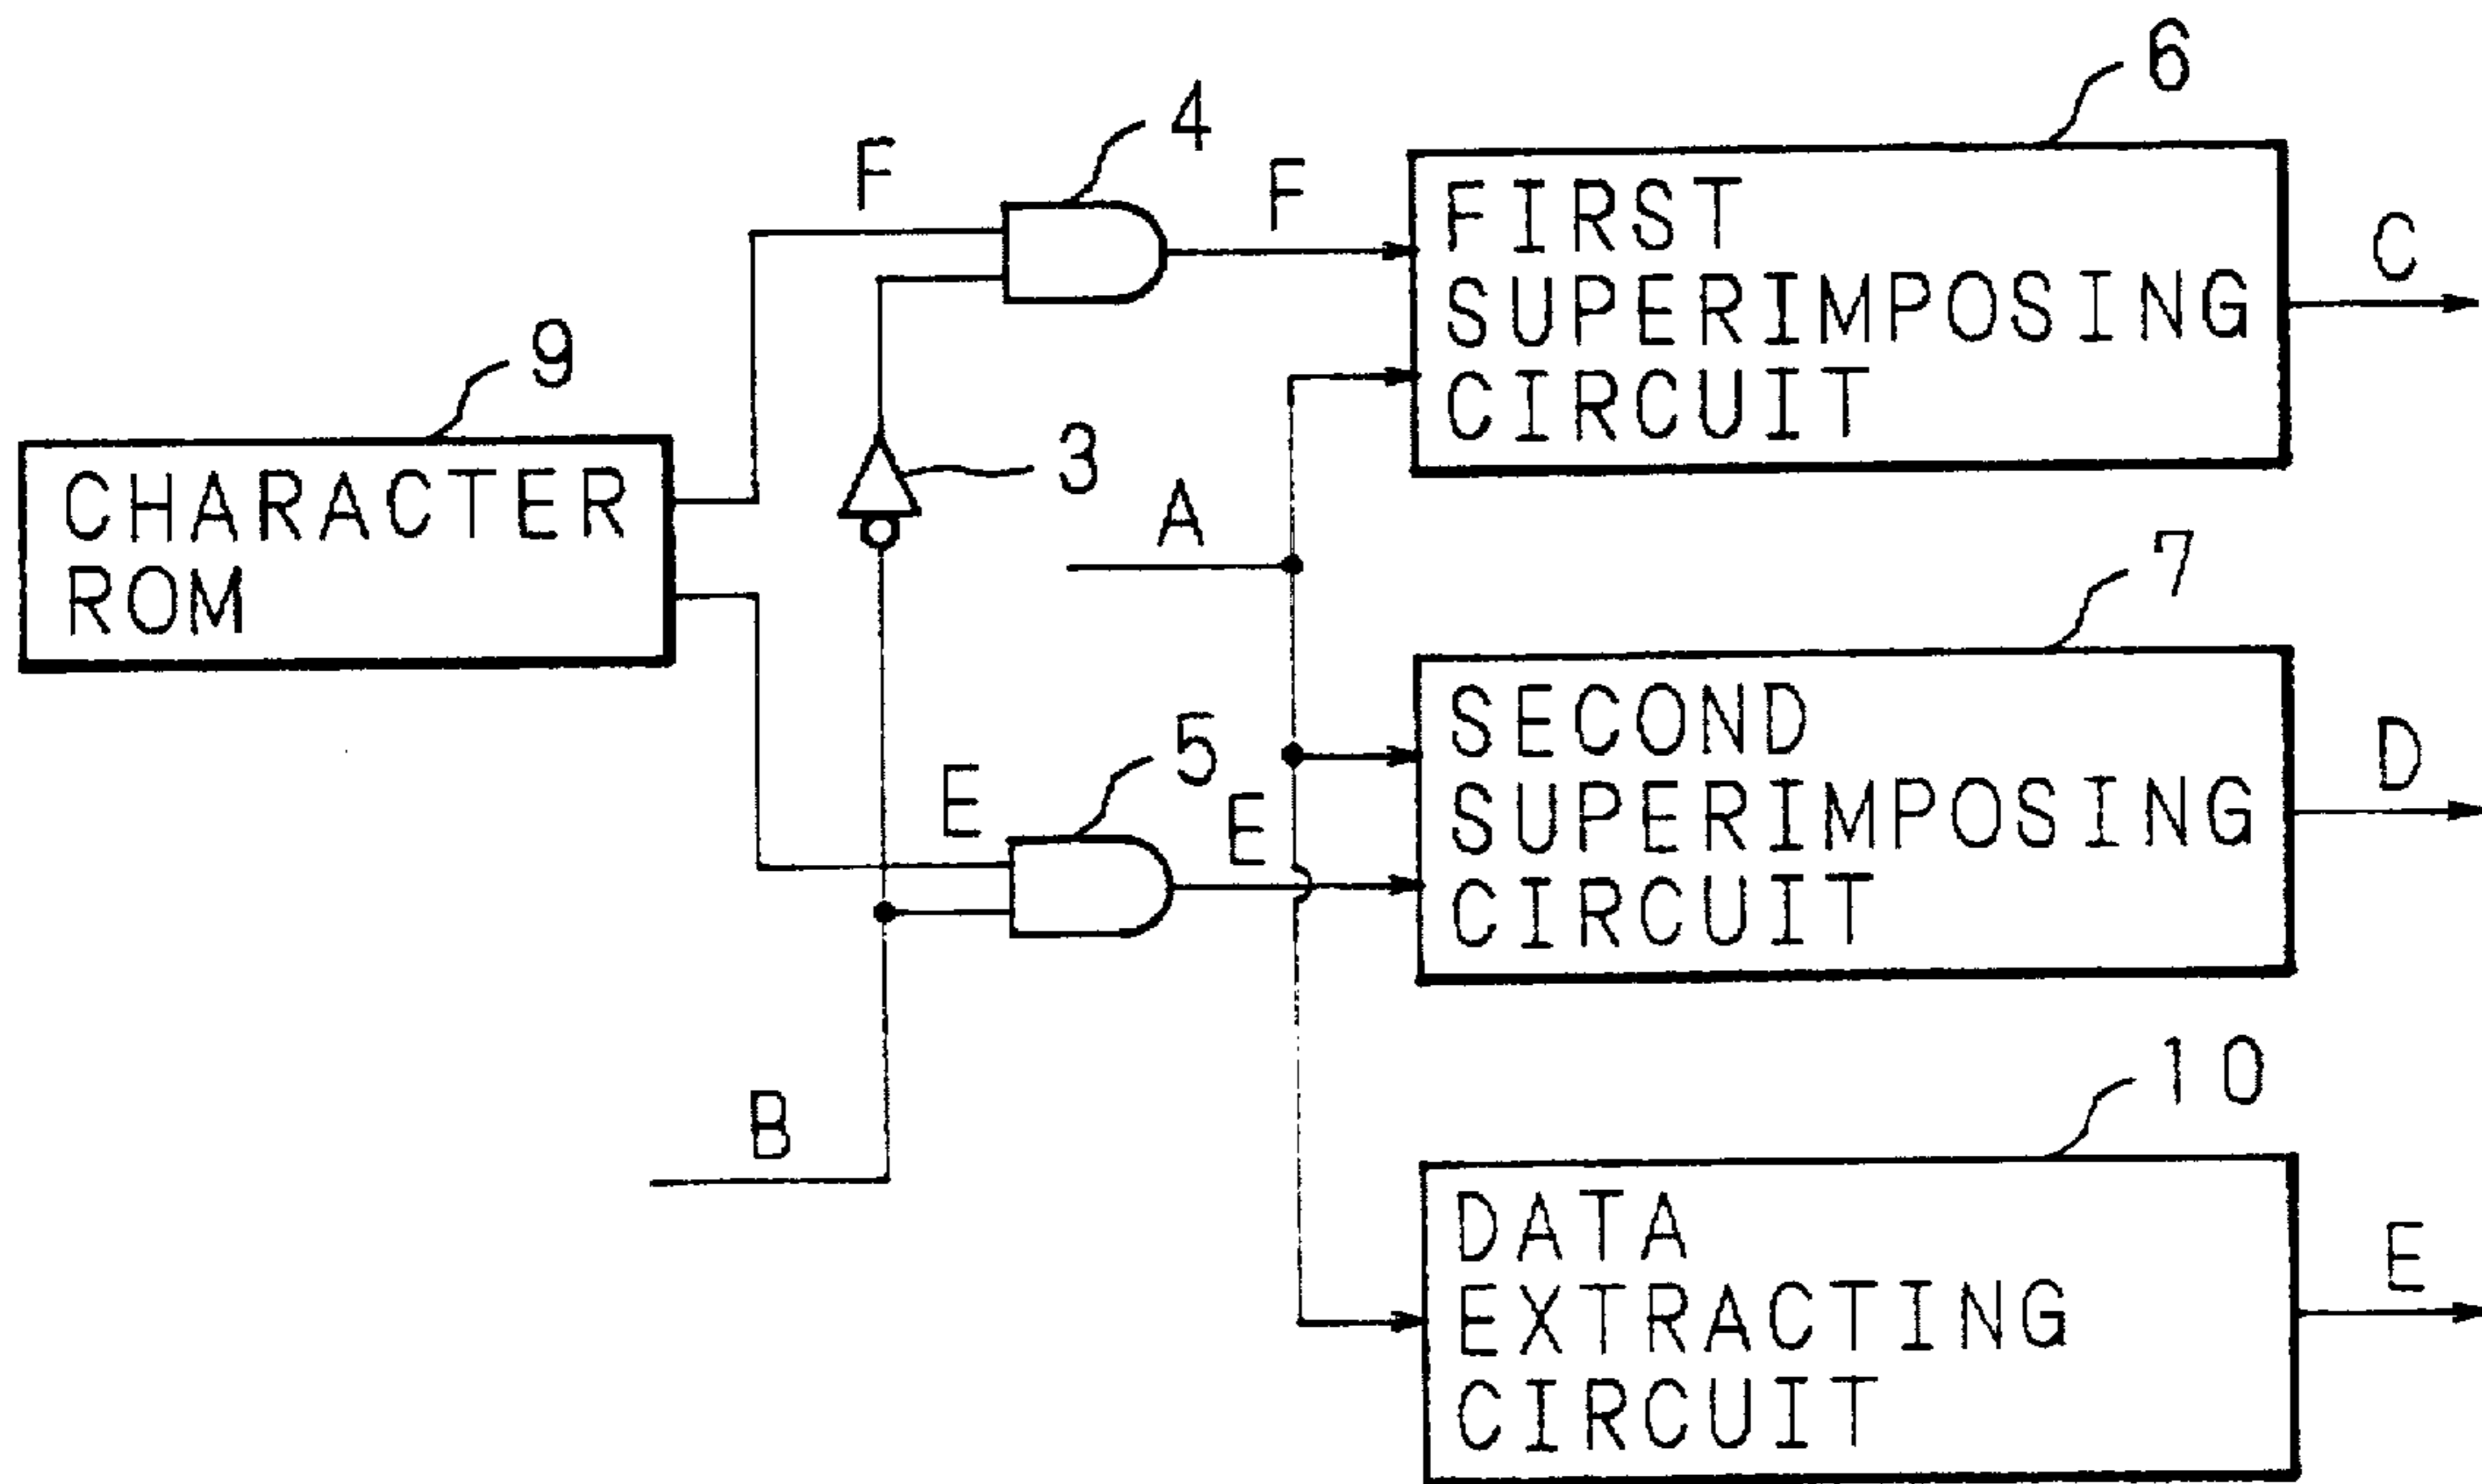 6
4
F
F
FIRST
SUPERIMPOSING
CIRCUIT
C
9
CHARACTER
ROM
3
A
7
SECOND
SUPERIMPOSING
CIRCUIT
D
5
E
E
B
10
DATA
EXTRACTING
CIRCUIT
E